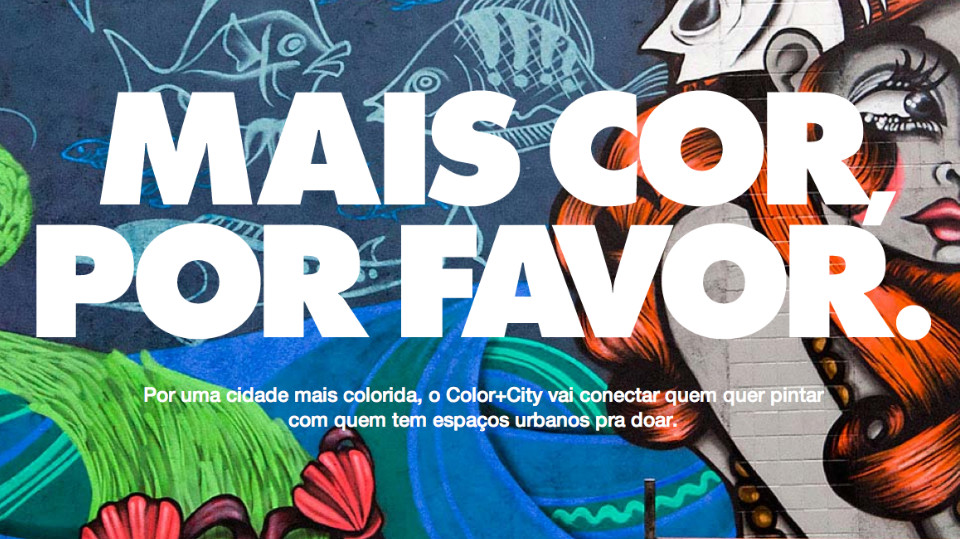 MAIS COR,
POR FAVOR.
Por uma cidade mais colorida, o Color+City vai conectar quem quer pintar
com quem tem espaços urbanos pra doar.